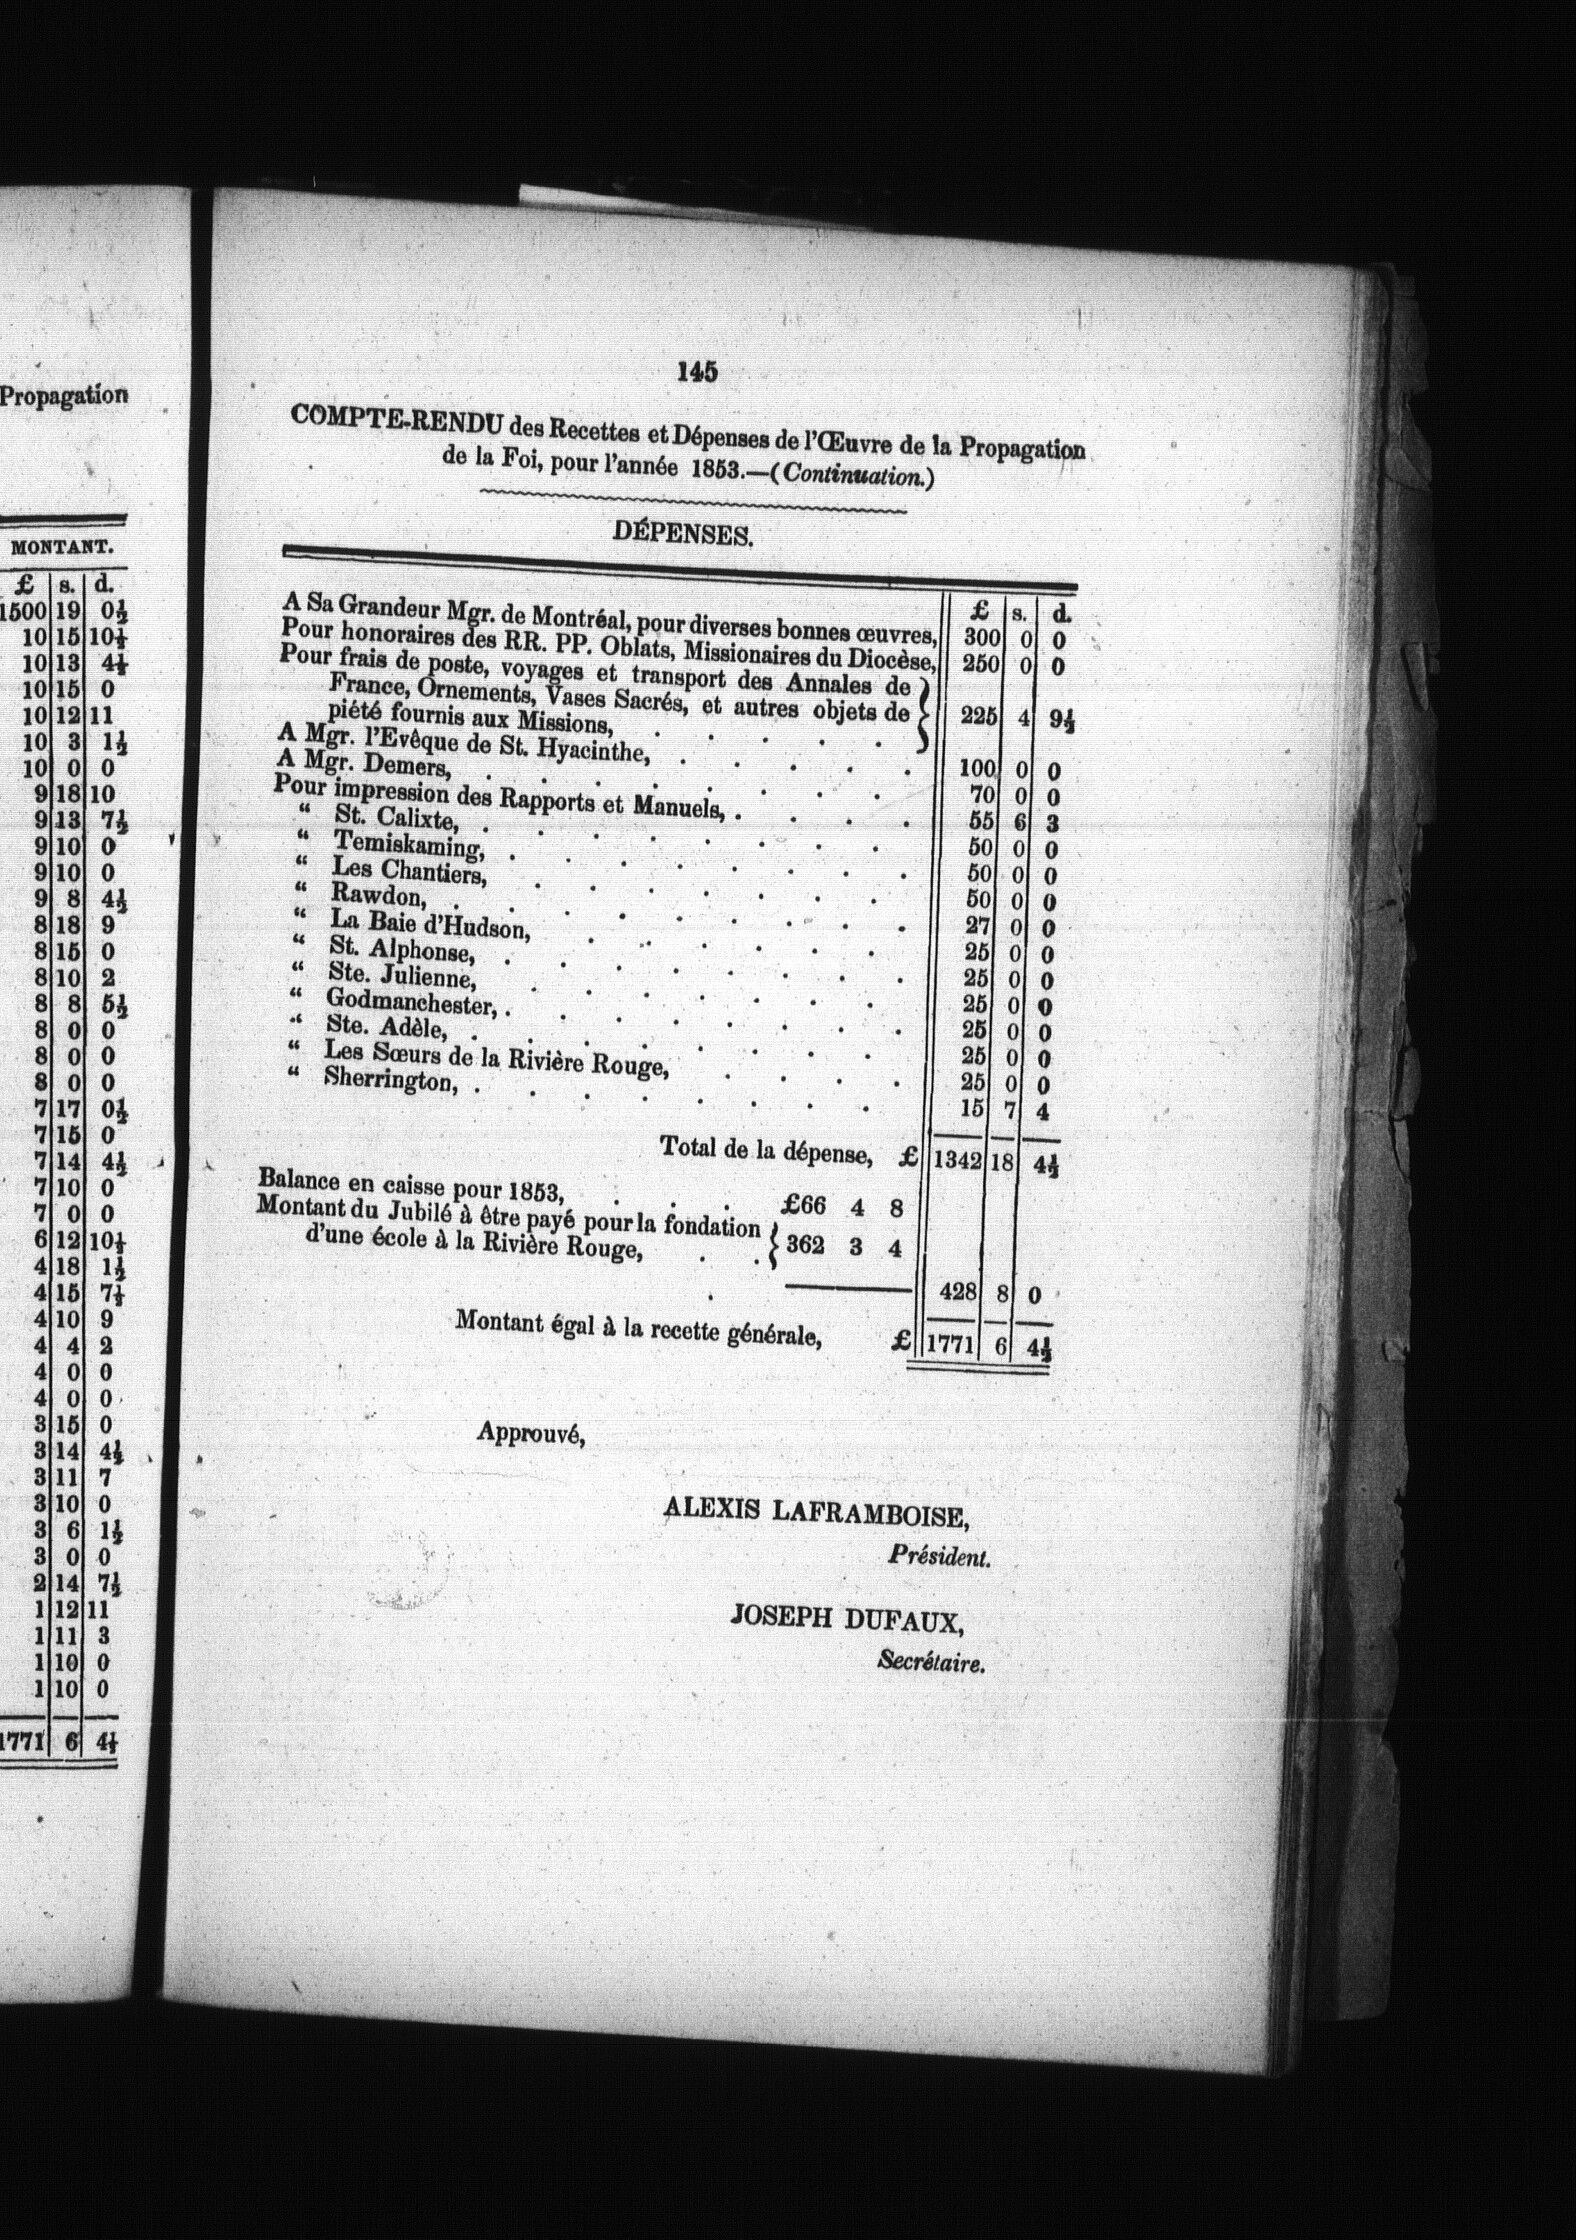 Propagation
MONTANT.
£ s. d.
1500 19 0½
10 15 10½
10 13 4½
10 15 0
10 12 11
10 3 1½
10 0 0
9 18 10
9 13 7½
9 10 0
9 10 0
9 8 4½
8 18 9
8 15 0
8 10 2
8 8 5½
8 0 0
8 0 0
8 0 0
7 17 0½
7 15 0
7 14 4½
7 10 0
7 0 0
6 12 10½
4 18 1½
4 15 7½
4 10 9
4 4 2
4 0 0
4 0 0
3 15 0
3 14 4½
3 11 7
3 10 0
3 6 1½
3 0 0
2 14 7½
1 12 11
1 11 3
1 10 0
1 10 0
1771 6 4½
145
COMPTE-RENDU des Recettes et Dépenses de l'Œuvre de la Propagation
de la Foi, pour l'année 1853.—(Continuation.)
DÉPENSES.
£ s. d.
A Sa Grandeur Mgr. de Montréal, pour diverses bonnes œuvres, 300 0 0
Pour honoraires des RR. PP. Oblats, Missionaires du Diocèse, 250 0 0
Pour frais de poste, voyages et transport des Annales de
France, Ornements, Vases Sacrés, et autres objets de
piété fournis aux Missions, . . . . . } 225 4 9½
A Mgr. l'Evêque de St. Hyacinthe, . . . . . 100 0 0
A Mgr. Demers, . . . . . . . . 70 0 0
Pour impression des Rapports et Manuels, . . . . 55 6 3
“ St. Calixte, . . . . . . . . 50 0 0
“ Temiskaming, . . . . . . . . 50 0 0
“ Les Chantiers, . . . . . . . 50 0 0
“ Rawdon, . . . . . . . . . 27 0 0
“ La Baie d'Hudson, . . . . . . 25 0 0
“ St. Alphonse, . . . . . . . . 25 0 0
“ Ste. Julienne, . . . . . . . 25 0 0
“ Godmanchester, . . . . . . . . 25 0 0
“ Ste. Adèle, . . . . . . . . 25 0 0
“ Les Sœurs de la Rivière Rouge, . . . . 25 0 0
“ Sherrington, . . . . . . . . 15 7 4
Total de la dépense, £ 1342 18 4½
Balance en caisse pour 1853, . . . £66 4 8
Montant du Jubilé à être payé pour la fondation
d'une école à la Rivière Rouge, . . } 362 3 4
428 8 0
Montant égal à la recette générale, £ 1771 6 4½
Approuvé,
ALEXIS LAFRAMBOISE,
Président.
JOSEPH DUFAUX,
Secrétaire.